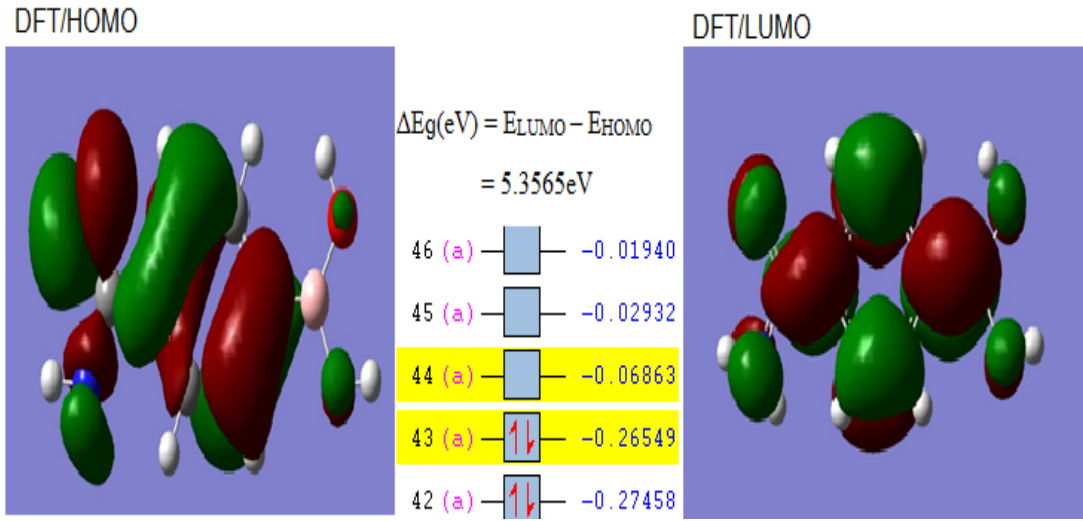 DFT/HOMO
DFT/LUMO
ΔEg(eV) = ELUMO – EHOMO
= 5.3565eV
46 (a) -0.01940
45 (a) -0.02932
44 (a) -0.06863
43 (a) -0.26549
42 (a) -0.27458